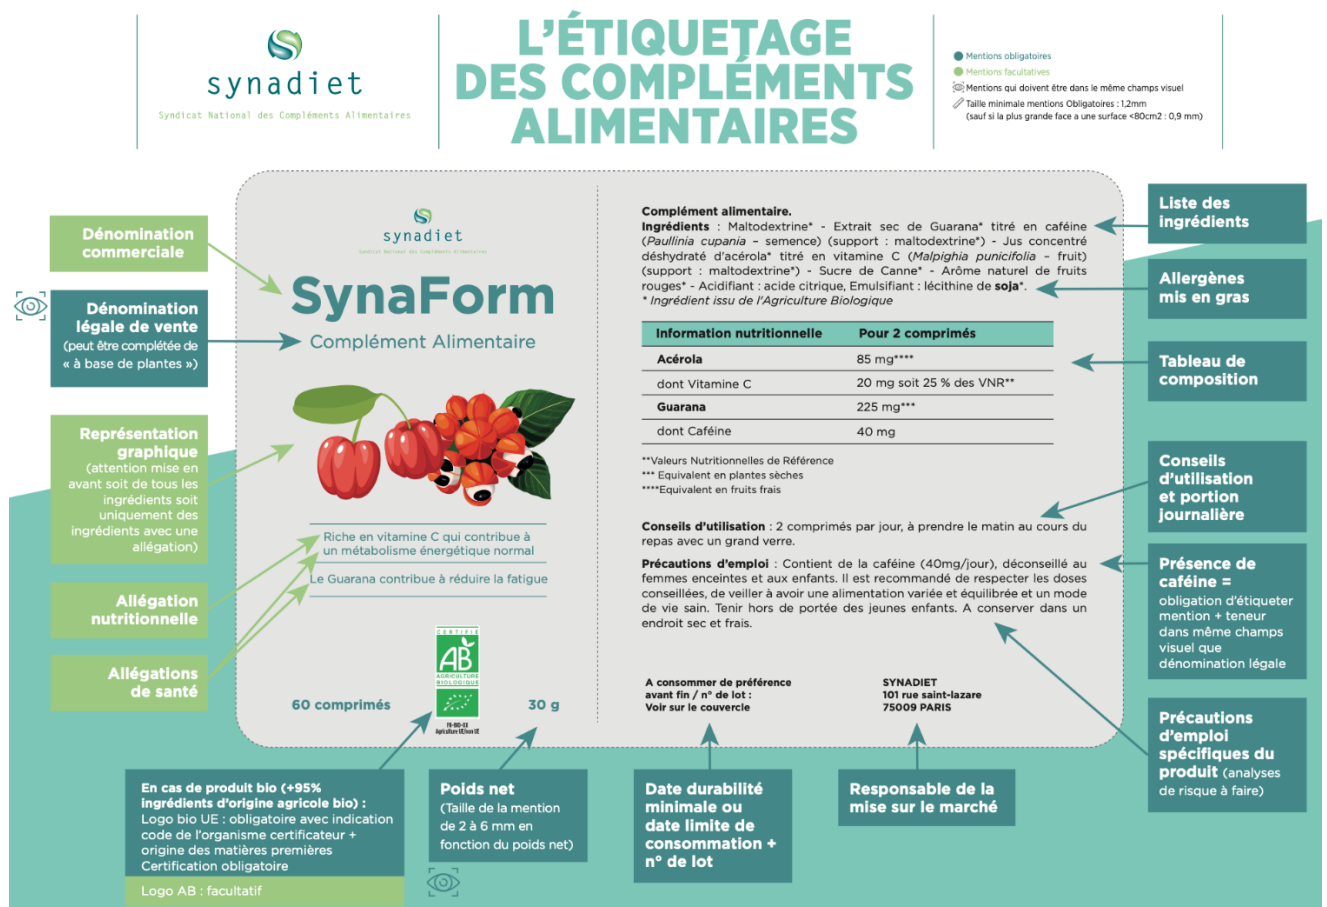 synadiet
Syndicat National des Compléments Alimentaires
L'ÉTIQUETAGE
DES COMPLÉMENTS
ALIMENTAIRES
Mentions obligatoires
Mentions facultatives
Mentions qui doivent être dans le même champs visuel
Taille minimale mentions Obligatoires : 1,2mm
(sauf si la plus grande face a une surface <80cm2 : 0,9 mm)
Dénomination
commerciale
Dénomination
légale de vente
(peut être complétée de
« à base de plantes »)
Représentation
graphique
(attention mise en
avant soit de tous les
ingrédients soit
uniquement des
ingrédients avec une
allégation)
Allégation
nutritionnelle
Allégations
de santé
synadiet
Syndicat National des Compléments Alimentaires
SynaForm
Complément Alimentaire
Riche en vitamine C qui contribue à
un métabolisme énergétique normal
Le Guarana contribue à réduire la fatigue
60 comprimés
CERTIFIÉ
AB
AGRICULTURE
BIOLOGIQUE
FR-BIO-XX
Agriculture UE/non UE
30 g
Complément alimentaire.
Ingrédients : Maltodextrine* - Extrait sec de Guarana* titré en caféine
(Paullinia cupania – semence) (support : maltodextrine*) - Jus concentré
déshydraté d'acérola* titré en vitamine C (Malpighia punicifolia – fruit)
(support : maltodextrine*) - Sucre de Canne* - Arôme naturel de fruits
rouges* - Acidifiant : acide citrique, Emulsifiant : lécithine de soja*.
* Ingrédient issu de l'Agriculture Biologique
Information nutritionnelle Pour 2 comprimés
Acérola 85 mg****
dont Vitamine C 20 mg soit 25 % des VNR**
Guarana 225 mg***
dont Caféine 40 mg
**Valeurs Nutritionnelles de Référence
*** Equivalent en plantes sèches
****Equivalent en fruits frais
Conseils d'utilisation : 2 comprimés par jour, à prendre le matin au cours du
repas avec un grand verre.
Précautions d'emploi : Contient de la caféine (40mg/jour), déconseillé au
femmes enceintes et aux enfants. Il est recommandé de respecter les doses
conseillées, de veiller à avoir une alimentation variée et équilibrée et un mode
de vie sain. Tenir hors de portée des jeunes enfants. A conserver dans un
endroit sec et frais.
A consommer de préférence
avant fin / n° de lot :
Voir sur le couvercle
SYNADIET
101 rue saint-lazare
75009 PARIS
Liste des
ingrédients
Allergènes
mis en gras
Tableau de
composition
Conseils
d'utilisation
et portion
journalière
Présence de
caféine =
obligation d'étiqueter
mention + teneur
dans même champs
visuel que
dénomination légale
Précautions
d'emploi
spécifiques du
produit (analyses
de risque à faire)
En cas de produit bio (+95%
ingrédients d'origine agricole bio) :
Logo bio UE : obligatoire avec indication
code de l'organisme certificateur +
origine des matières premières
Certification obligatoire
Logo AB : facultatif
Poids net
(Taille de la mention
de 2 à 6 mm en
fonction du poids net)
Date durabilité
minimale ou
date limite de
consommation +
n° de lot
Responsable de la
mise sur le marché